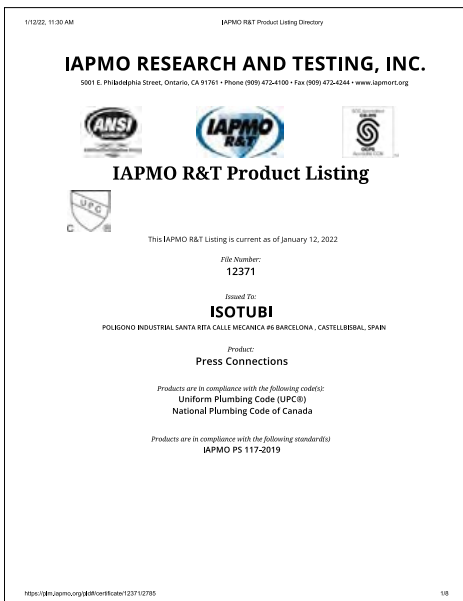 1/12/22, 11:30 AM IAPMO R&T Product Listing Directory
IAPMO RESEARCH AND TESTING, INC.
5001 E. Philadelphia Street, Ontario, CA 91761 • Phone (909) 472-4100 • Fax (909) 472-4244 • www.iapmort.org
ANSI
IAPMO
R&T
IAPMO R&T Product Listing
UPC
C ®
This IAPMO R&T Listing is current as of January 12, 2022
File Number:
12371
Issued To:
ISOTUBI
POLIGONO INDUSTRIAL SANTA RITA CALLE MECANICA #6 BARCELONA , CASTELLBISBAL, SPAIN
Product:
Press Connections
Products are in compliance with the following code(s):
Uniform Plumbing Code (UPC®)
National Plumbing Code of Canada
Products are in compliance with the following standard(s)
IAPMO PS 117-2019
https://plm.iapmo.org/pld#/certificate/12371/2785 1/8